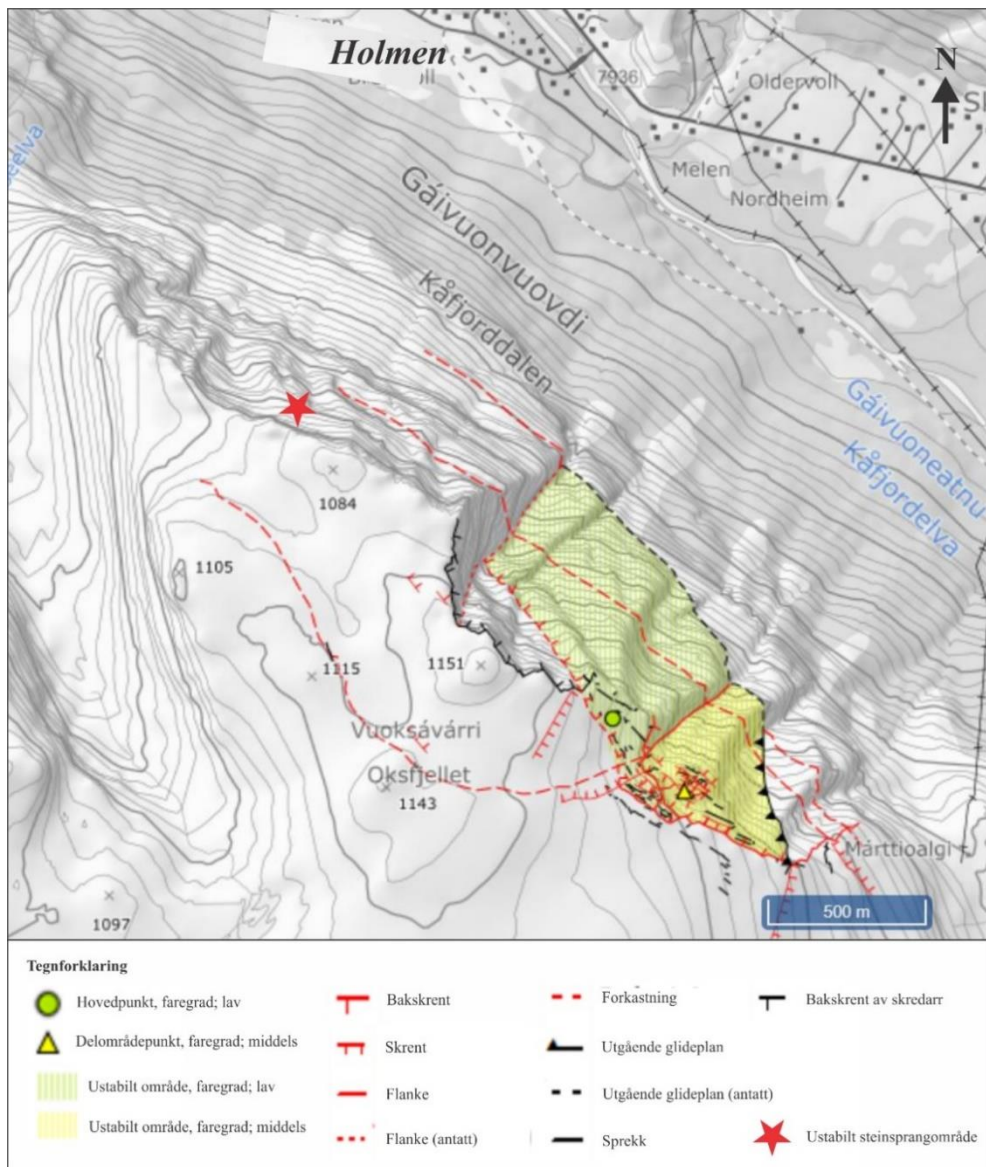 Holmen
N
7936
Oldervoll
Melen
Nordheim
Gáivuonvuovdi
Kåfjorddalen
Gáivuoneatnu
Kåfjordelva
1084
1105
1115
1151
Vuoksávárri
Oksfjellet
1143
Márttioalgi
1097
500 m
Tegnforklaring
Hovedpunkt, faregrad; lav
Delområdepunkt, faregrad; middels
Ustabilt område, faregrad; lav
Ustabilt område, faregrad; middels
Bakskrent
Skrent
Flanke
Flanke (antatt)
Forkastning
Utgående glideplan
Utgående glideplan (antatt)
Sprekk
Bakskrent av skredarr
Ustabilt steinsprangområde